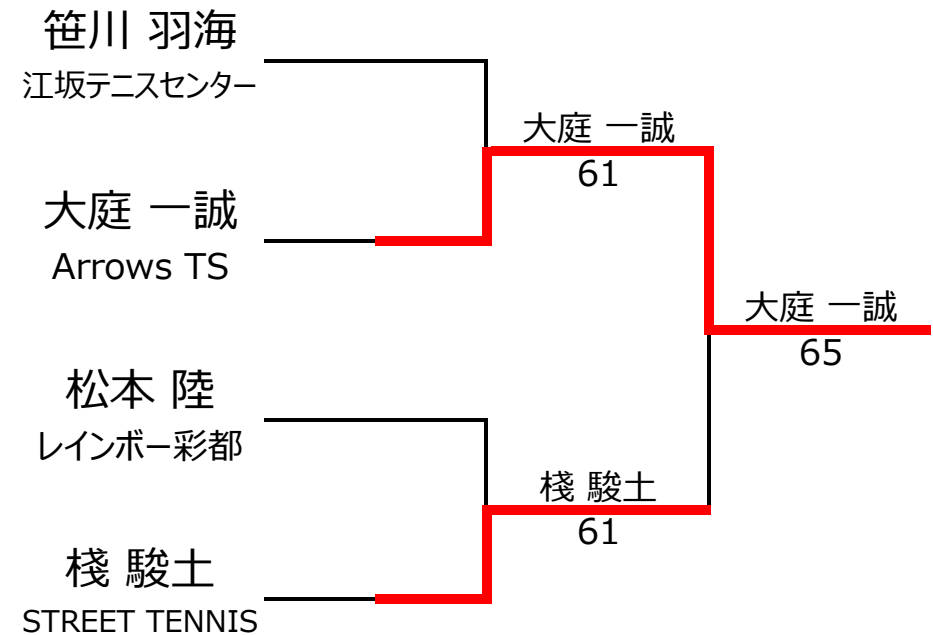 笹川 羽海
江坂テニスセンター
大庭 一誠
61
大庭 一誠
Arrows TS
大庭 一誠
65
松本 陸
レインボー彩都
棧 駿士
61
棧 駿士
STREET TENNIS